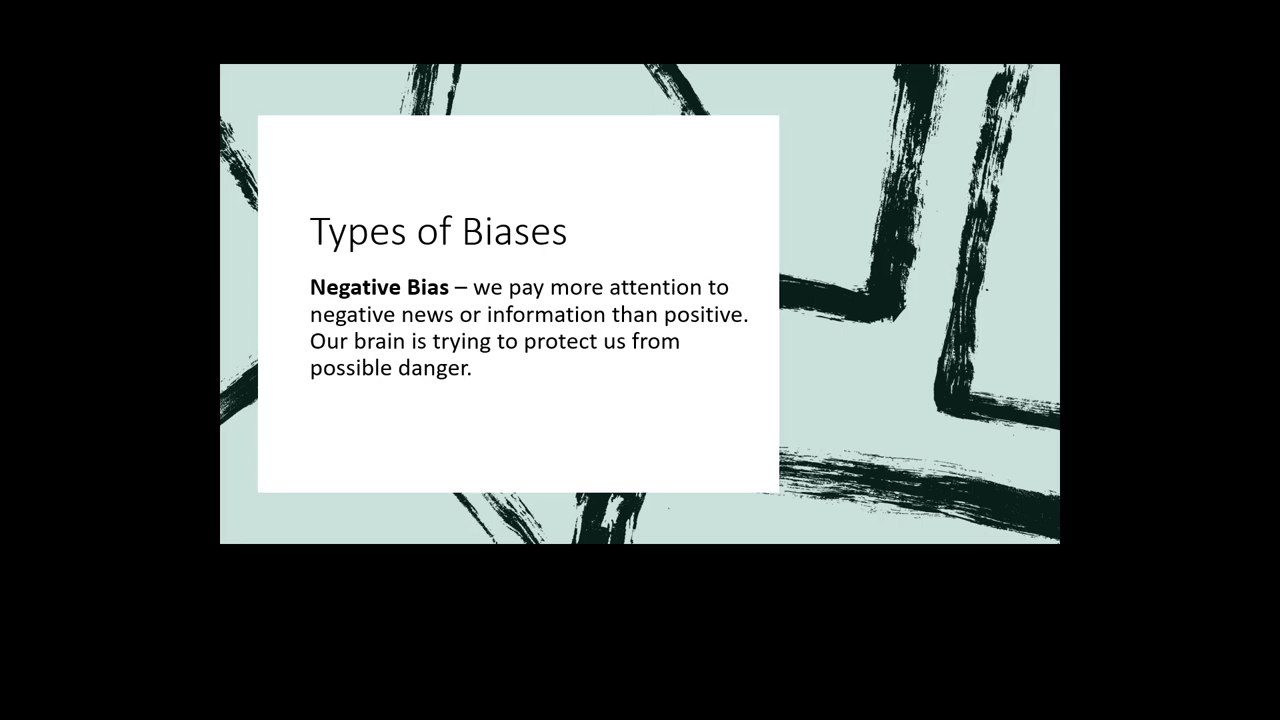 Types of Biases
Negative Bias – we pay more attention to
negative news or information than positive.
Our brain is trying to protect us from
possible danger.